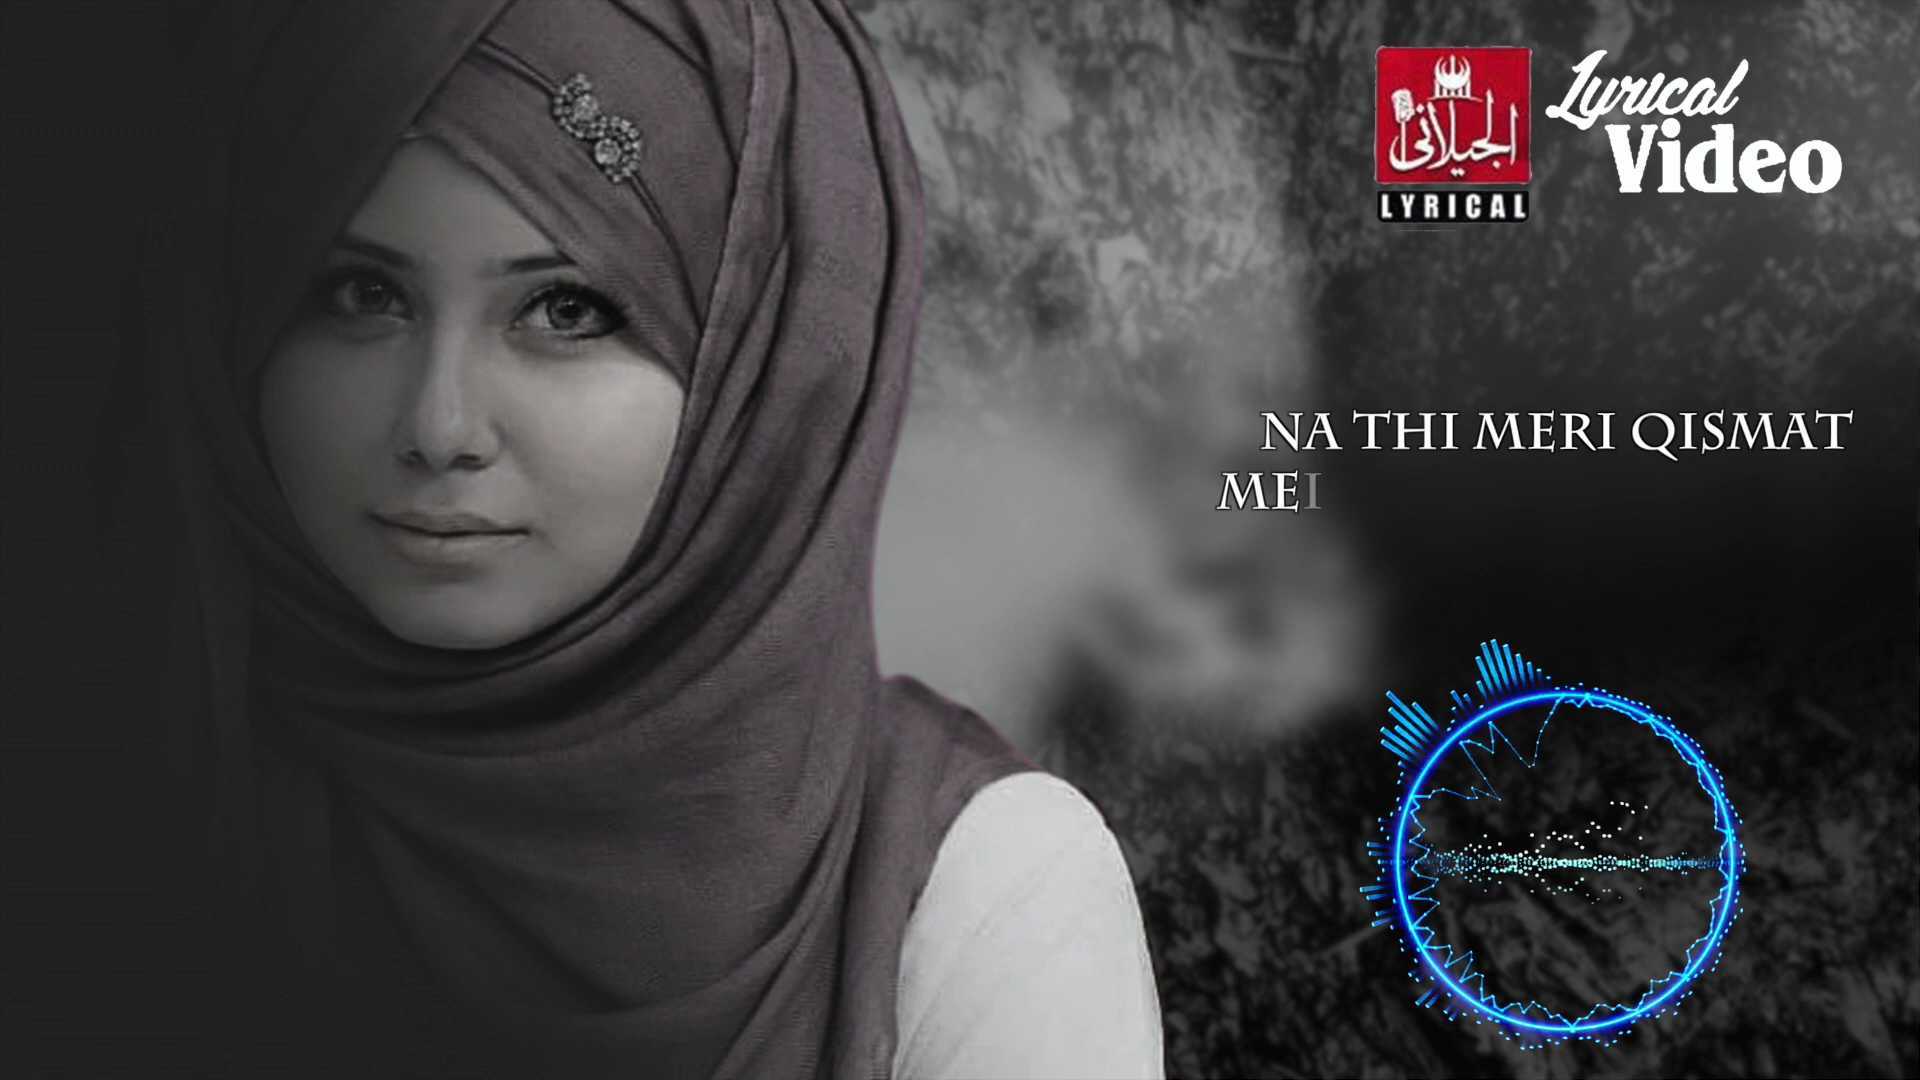 الجیلانی
LYRICAL
Lyrical
Video
NA THI MERI QISMAT
MEI